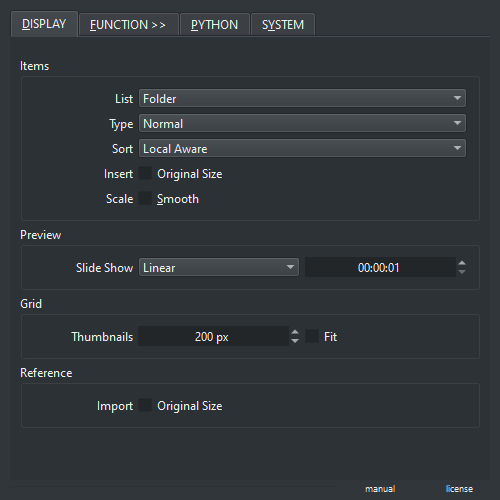 DISPLAY FUNCTION >> PYTHON SYSTEM
Items
List Folder
Type Normal
Sort Local Aware
Insert Original Size
Scale Smooth
Preview
Slide Show Linear 00:00:01
Grid
Thumbnails 200 px Fit
Reference
Import Original Size
manual license